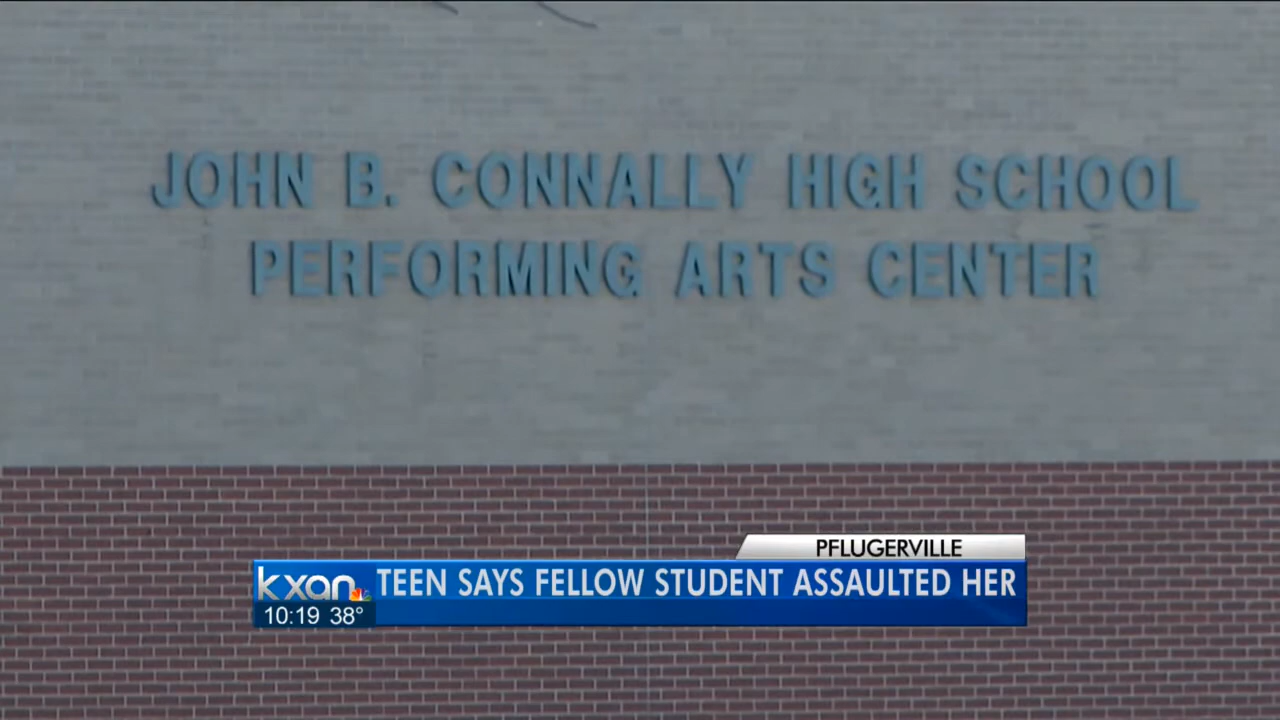 JOHN B. CONNALLY HIGH SCHOOL
PERFORMING ARTS CENTER
PFLUGERVILLE
kxan TEEN SAYS FELLOW STUDENT ASSAULTED HER
10:19 38°